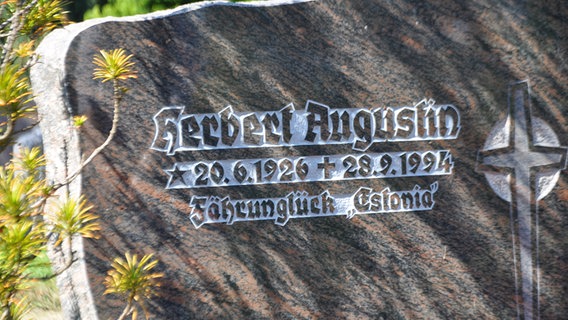 Herbert Augustin
★ 20.6.1926 ✝ 28.9.1994
Fährunglück „Estonia"